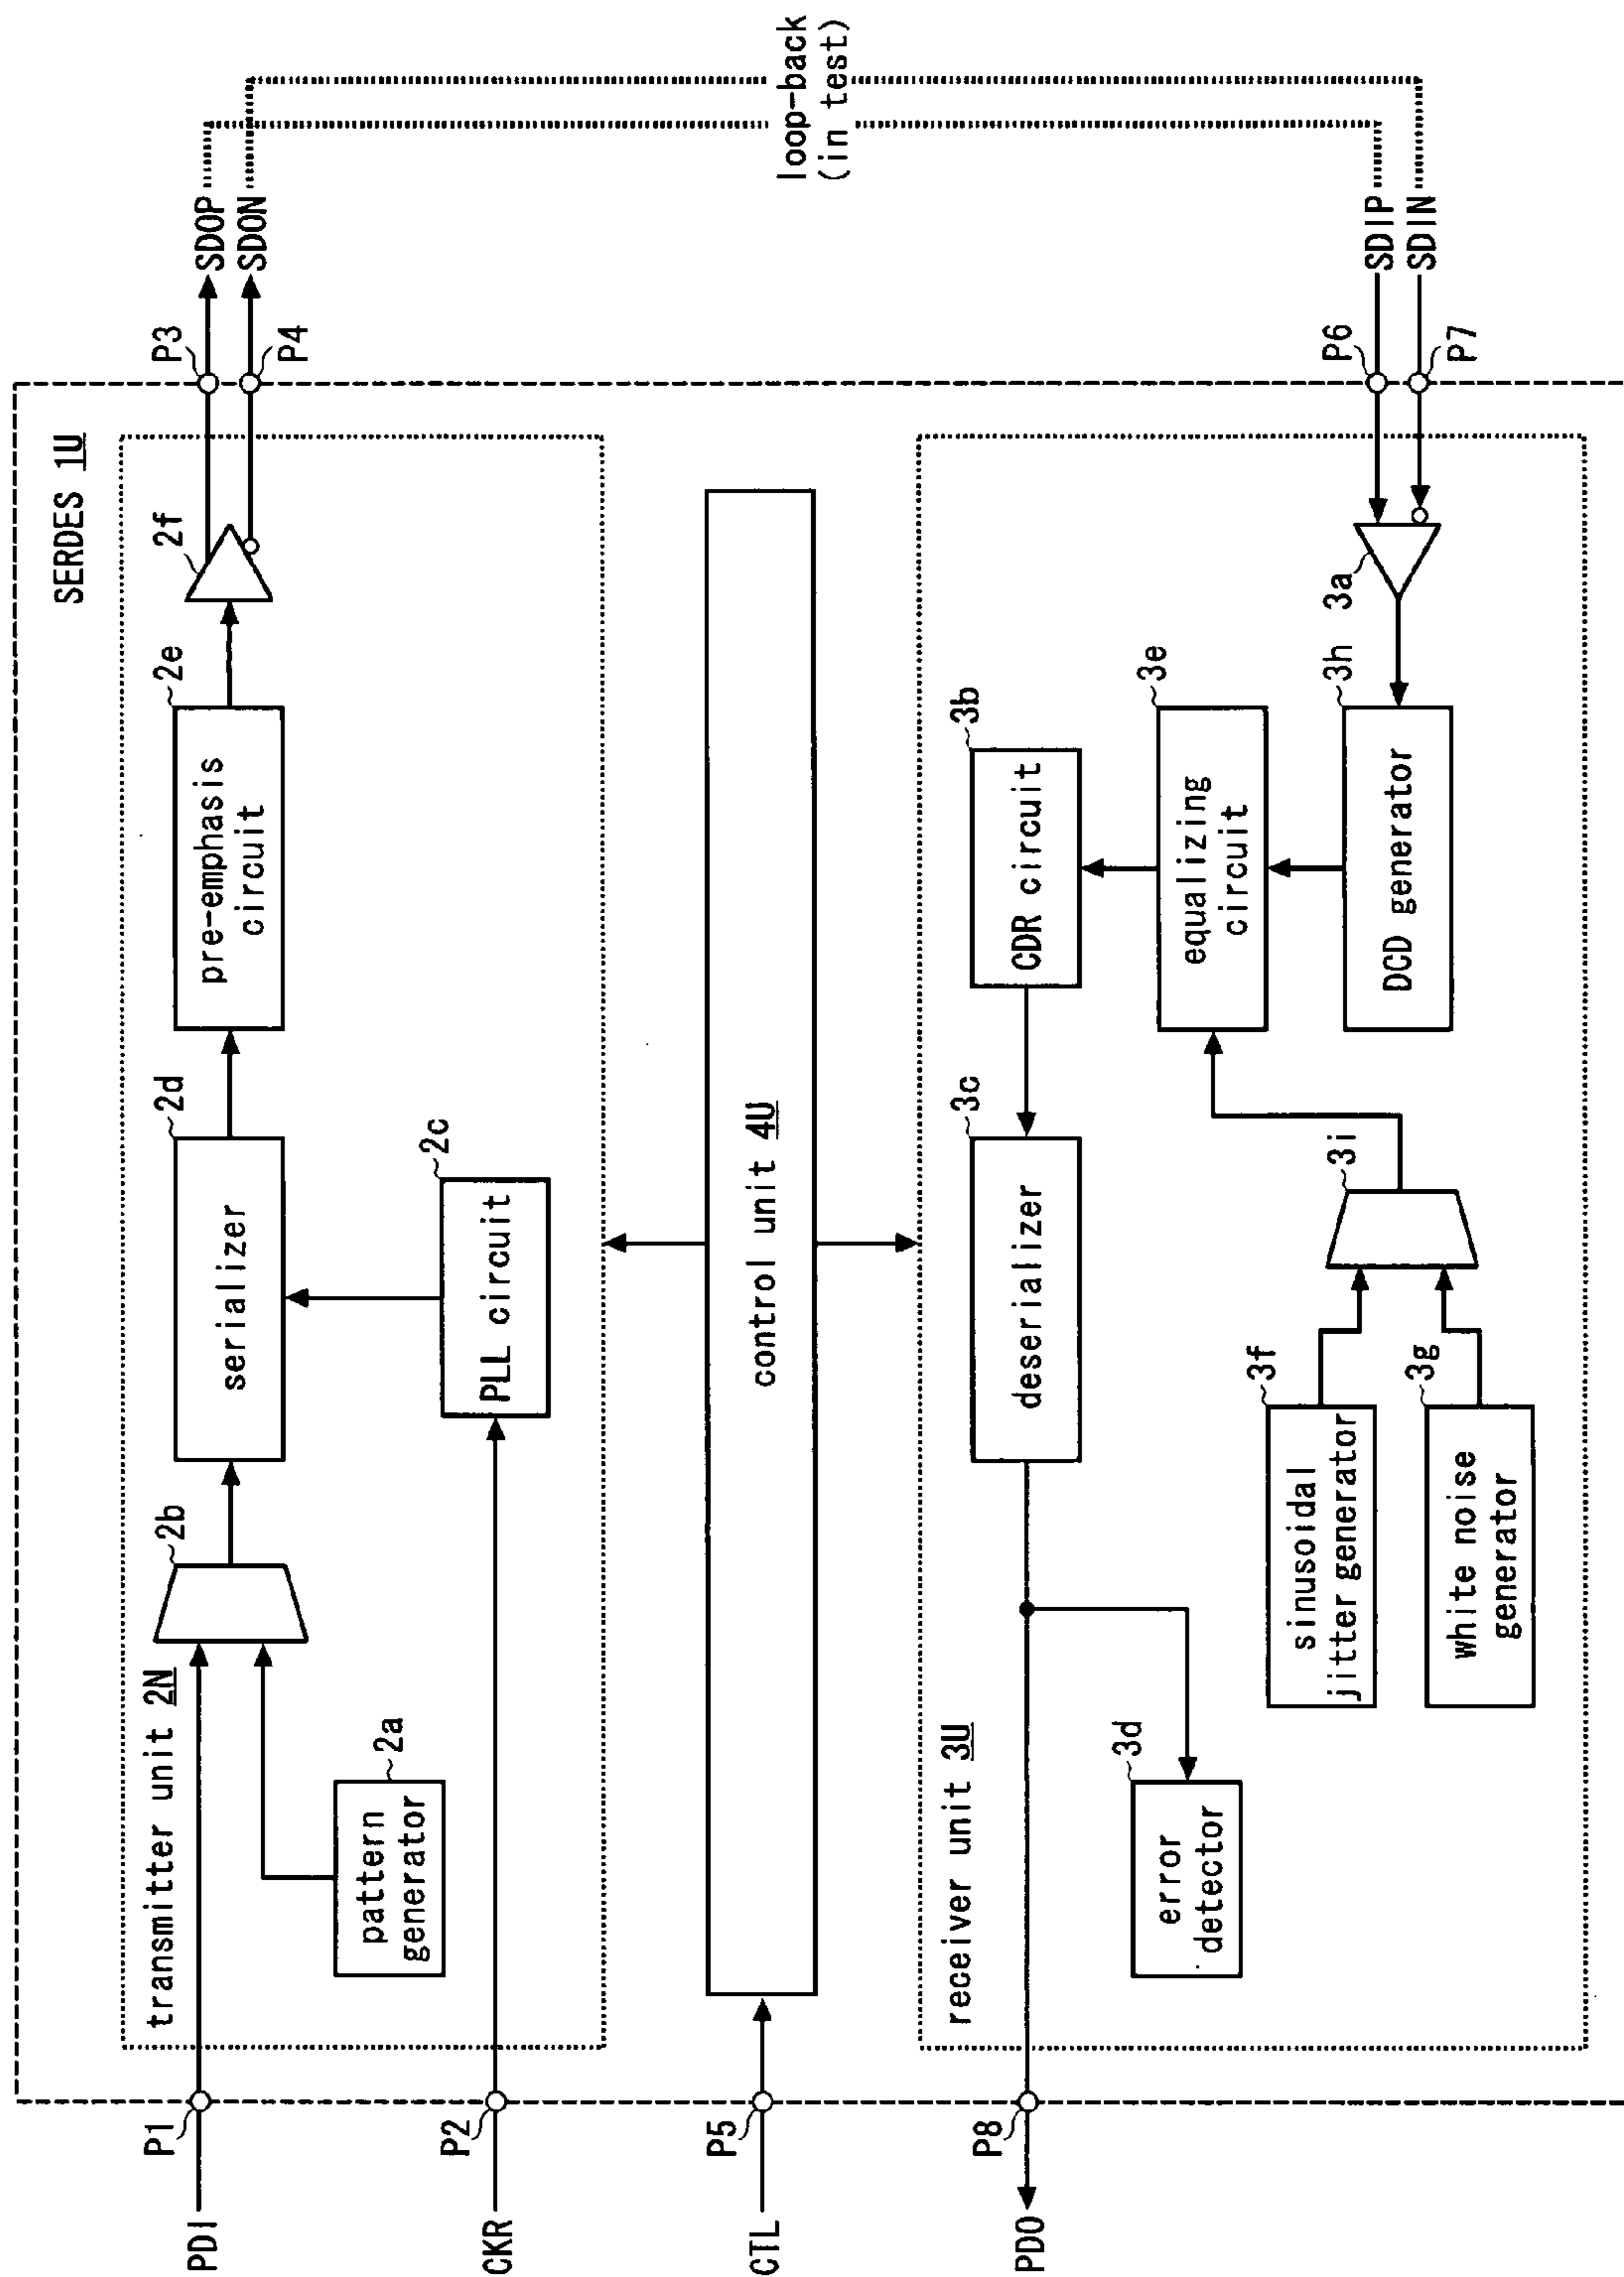 SERDES 1U
transmitter unit 2N
PDI
P1
2b
2d
serializer
2e
pre-emphasis
circuit
2f
P3
SDOP
P4
SDON
2a
pattern
generator
2c
PLL circuit
CKR
P2
CTL
P5
control unit 4U
loop-back
(in test)
receiver unit 3U
PDO
P8
3c
deserializer
3b
CDR circuit
3d
error
detector
3e
equalizing
circuit
3f
sinusoidal
jitter generator
3g
white noise
generator
3i
3h
DCD generator
3a
P6
SDIP
P7
SDIN